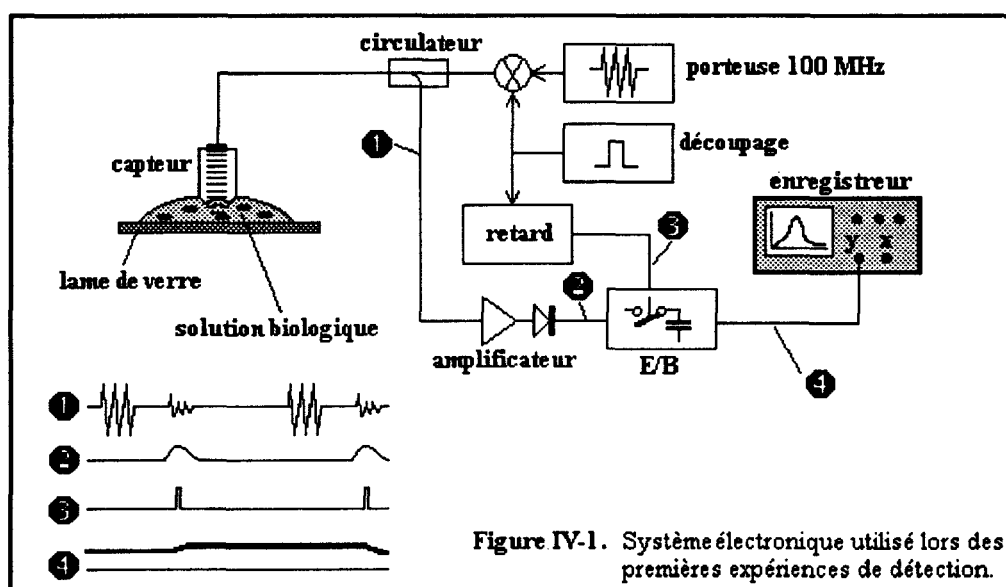 circulateur
porteuse 100 MHz
1
découpage
capteur
enregistreur
retard
3
y x
lame de verre
2
solution biologique
amplificateur
E/B
4
1
2
3
4
Figure IV-1. Système électronique utilisé lors des
premières expériences de détection.